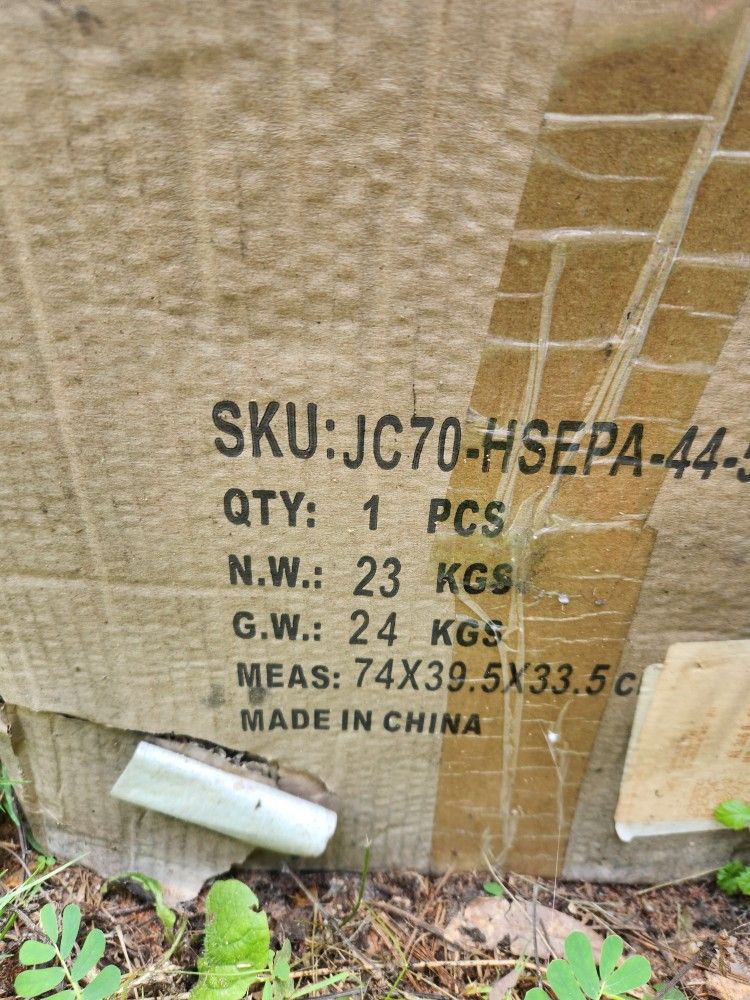 SKU:JC70-HSEPA-44-
QTY: 1 PCS
N.W.: 23 KGS
G.W.: 24 KGS
MEAS: 74X39.5X33.5
MADE IN CHINA